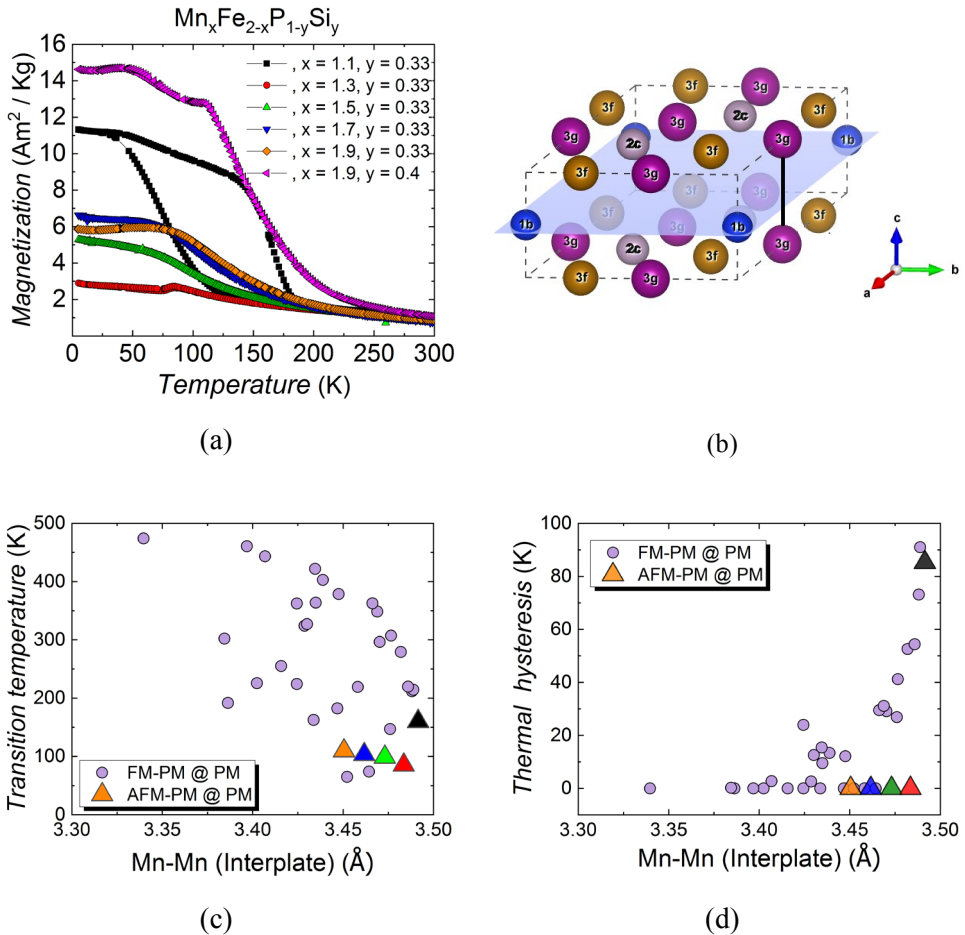 MnxFe2-xP1-ySiy
Magnetization (Am2 / Kg)
16
14
12
10
8
6
4
2
, x = 1.1, y = 0.33
, x = 1.3, y = 0.33
, x = 1.5, y = 0.33
, x = 1.7, y = 0.33
, x = 1.9, y = 0.33
, x = 1.9, y = 0.4
0 50 100 150 200 250 300
Temperature (K)
(a)
3f 3g
3f 2c 3f
3g 3g 3g 1b
2c 3f
3f 3g
3f
1b 1b
3g 2c 3f 3g
3f 3g
c
b
a
(b)
Transition temperature (K)
500
400
300
200
100
0
FM-PM @ PM
AFM-PM @ PM
3.30 3.35 3.40 3.45 3.50
Mn-Mn (Interplate) (Å)
(c)
Thermal hysteresis (K)
100
80
60
40
20
0
FM-PM @ PM
AFM-PM @ PM
3.30 3.35 3.40 3.45 3.50
Mn-Mn (Interplate) (Å)
(d)